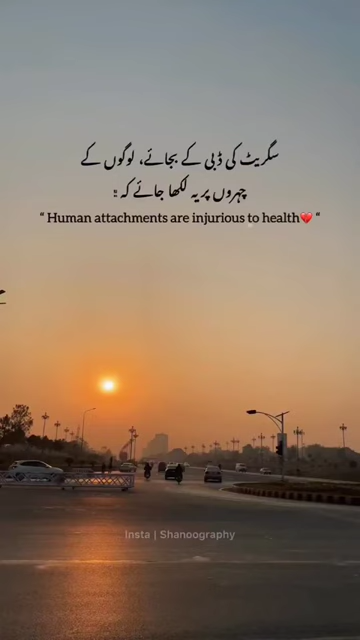 سگریٹ کی ڈبی کے بجائے، لوگوں کے
چہروں پر یہ لکھا جائے کہ :
“ Human attachments are injurious to health❤️ “
Insta | Shanoography